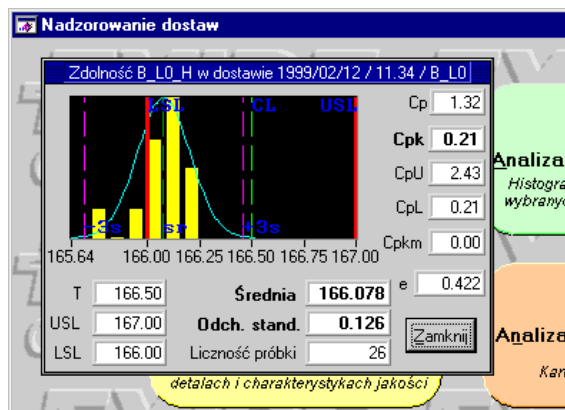 Nadzorowanie dostaw
Zdolność B_L0_H w dostawie 1999/02/12 / 11.34 / B_L0
LSL CL USL
-3s sr +3s
165.64 166.00 166.25 166.50 166.75 167.00
Cp 1.32
Cpk 0.21
CpU 2.43
CpL 0.21
Cpkm 0.00
e 0.422
T 166.50
USL 167.00
LSL 166.00
Średnia 166.078
Odch. stand. 0.126
Liczność próbki 26
Zamknij
Analiza
Histogra
wybranyc
Analiza
Kan
detalach i charakterystykach jakości